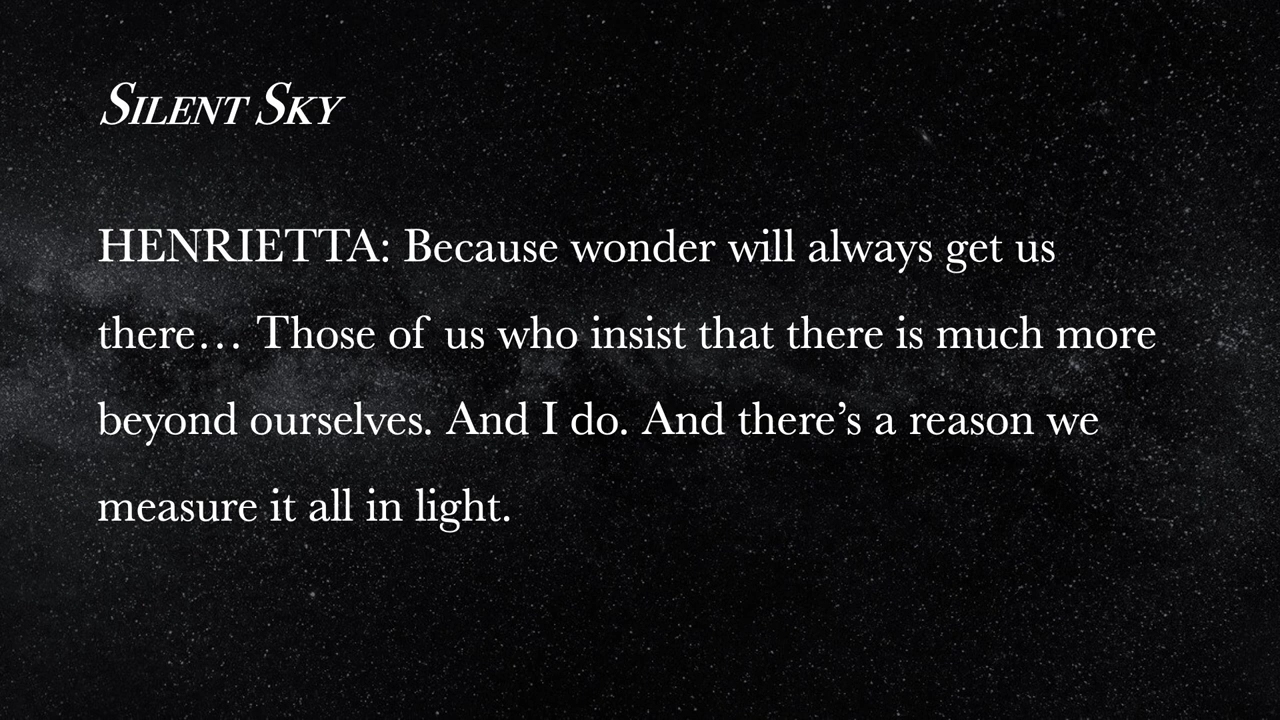 Silent Sky
HENRIETTA: Because wonder will always get us
there… Those of us who insist that there is much more
beyond ourselves. And I do. And there’s a reason we
measure it all in light.